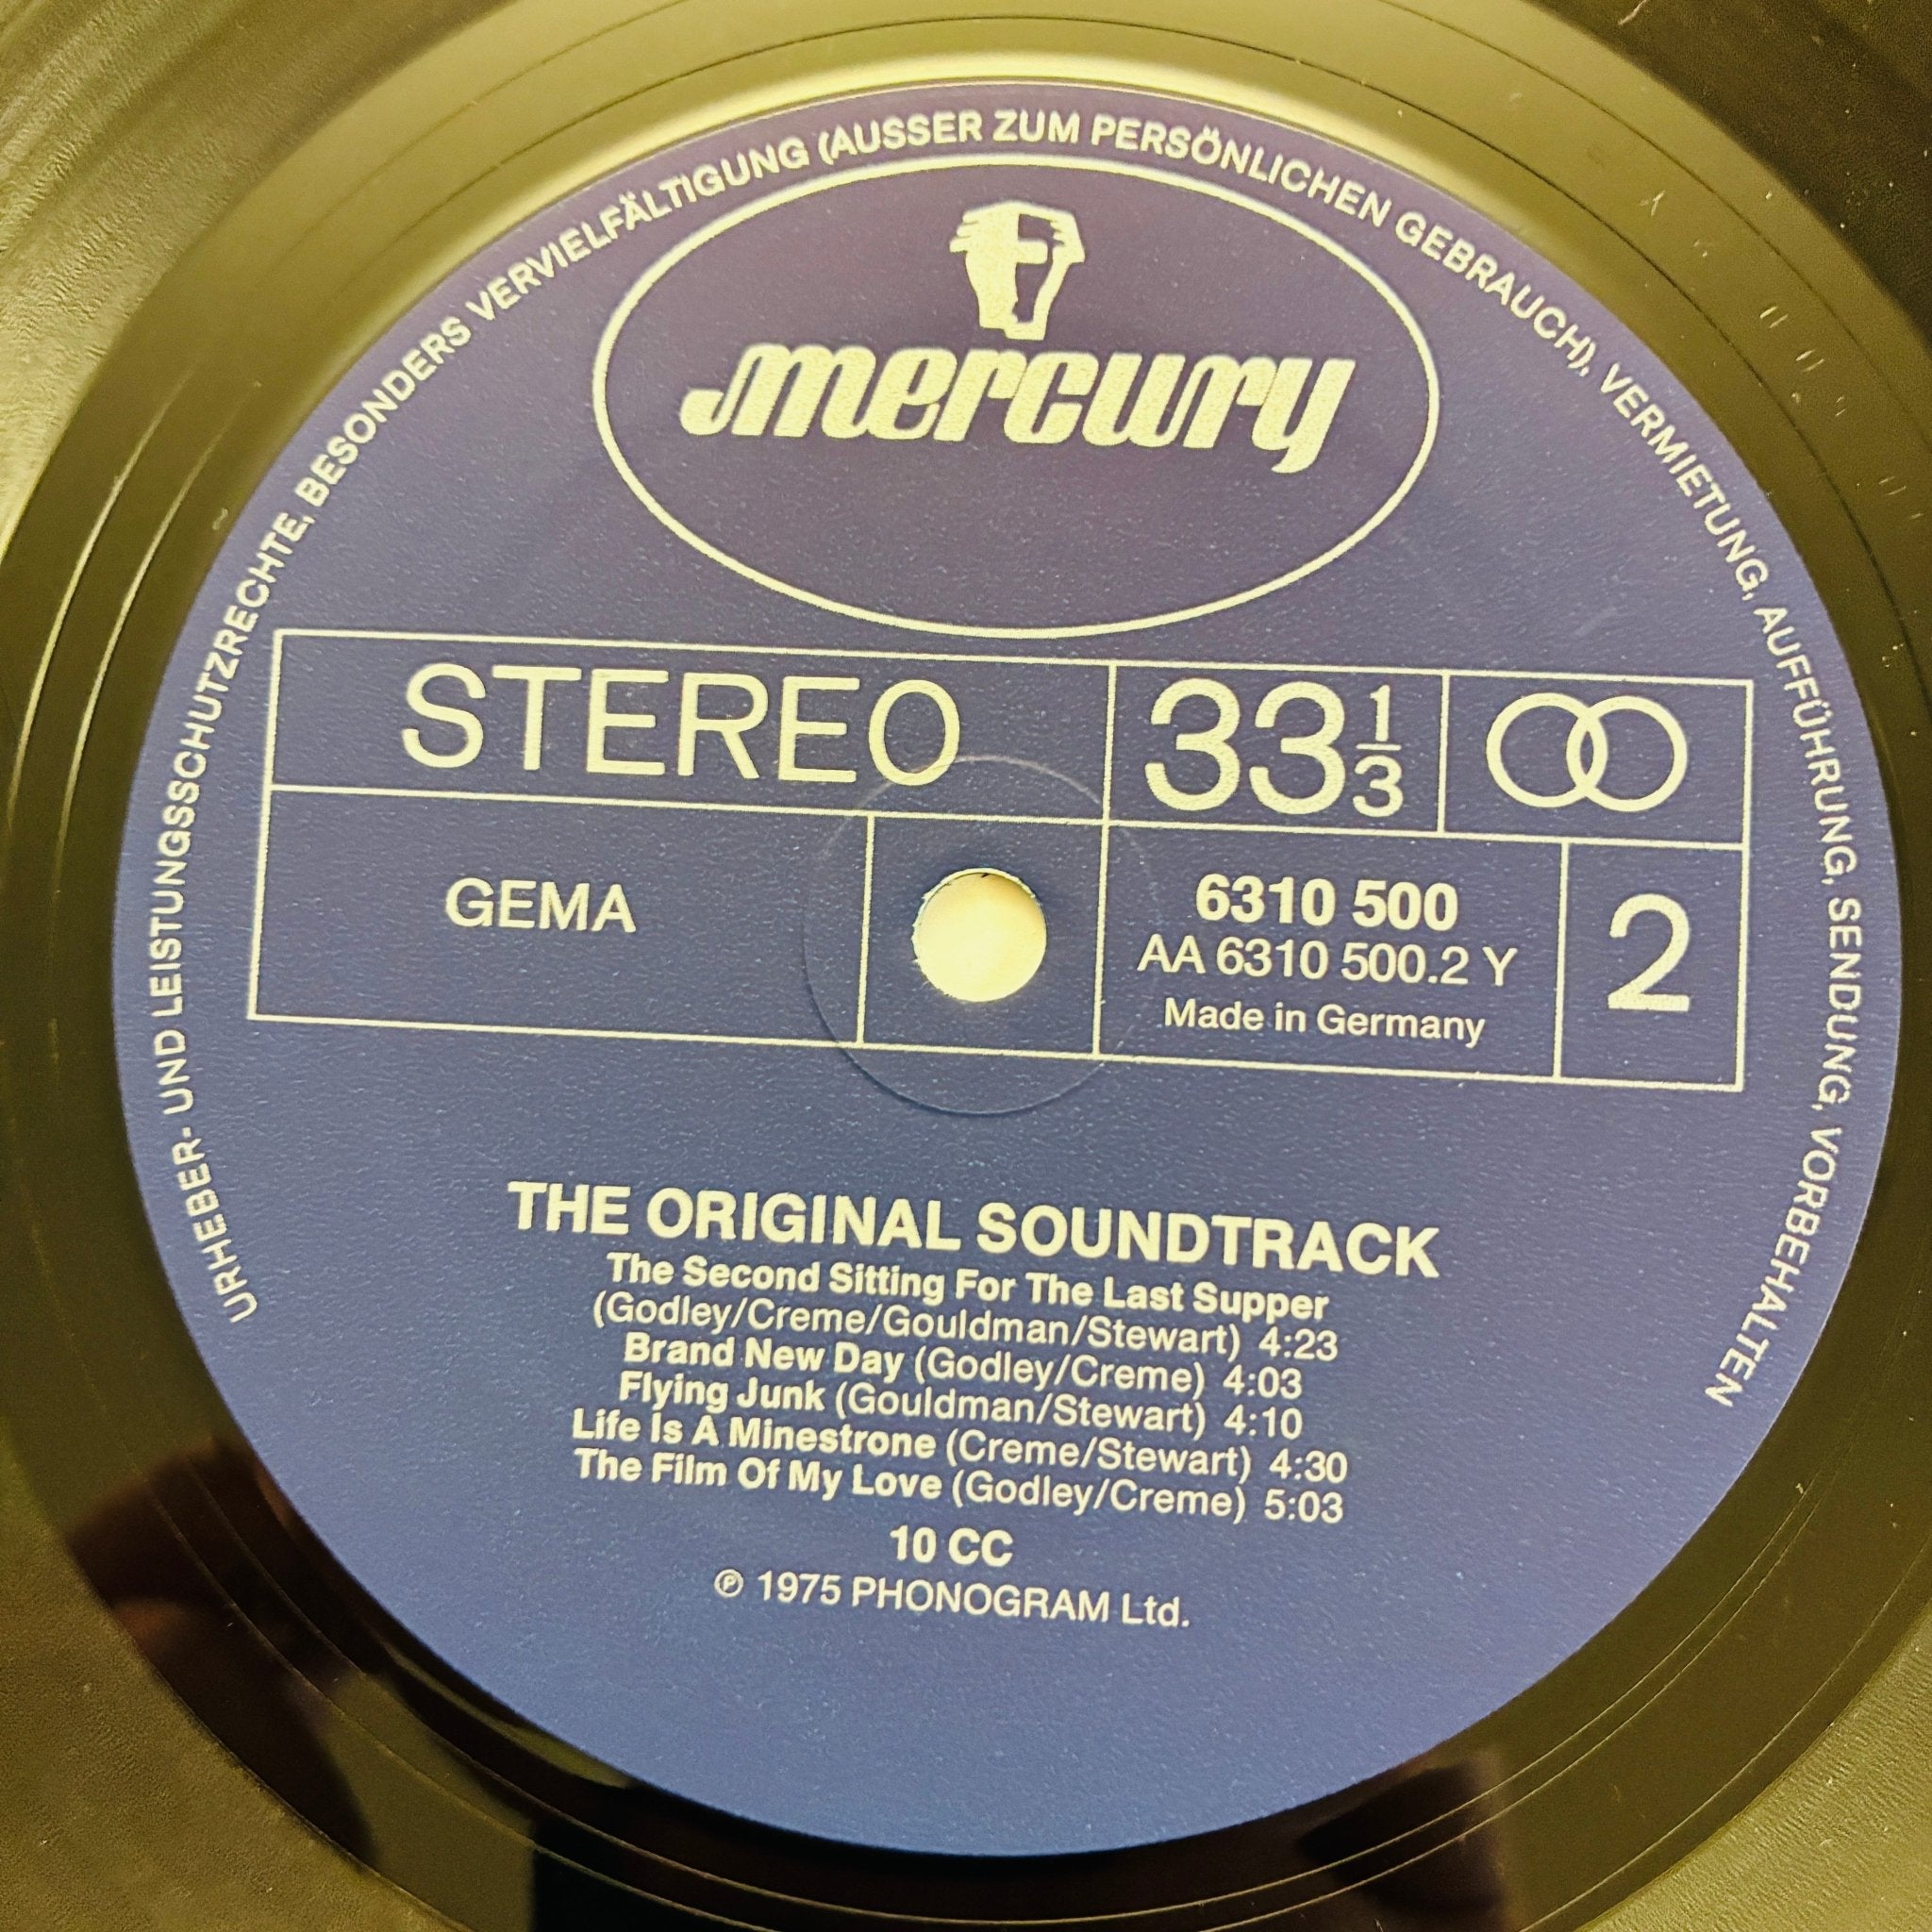 URHEBER- UND LEISTUNGSSCHUTZRECHTE, BESONDERS VERVIELFÄLTIGUNG (AUSSER ZUM PERSÖNLICHEN GEBRAUCH), VERMIETUNG, AUFFÜHRUNG, SENDUNG, VORBEHALTEN
mercury
STEREO
33 1/3
GEMA
6310 500
AA 6310 500.2 Y
Made in Germany
2
THE ORIGINAL SOUNDTRACK
The Second Sitting For The Last Supper
(Godley/Creme/Gouldman/Stewart) 4:23
Brand New Day (Godley/Creme) 4:03
Flying Junk (Gouldman/Stewart) 4:10
Life Is A Minestrone (Creme/Stewart) 4:30
The Film Of My Love (Godley/Creme) 5:03
10 CC
℗ 1975 PHONOGRAM Ltd.